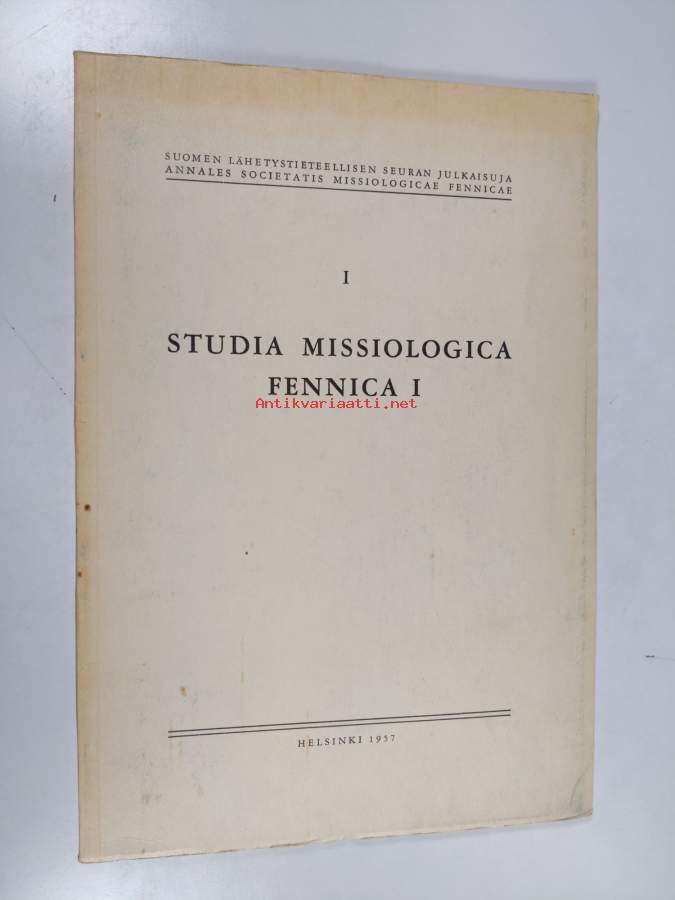 SUOMEN LÄHETYSTIETEELLISEN SEURAN JULKAISUJA
ANNALES SOCIETATIS MISSIOLOGICAE FENNICAE
I
STUDIA MISSIOLOGICA
FENNICA I
Antikvariaatti.net
HELSINKI 1957